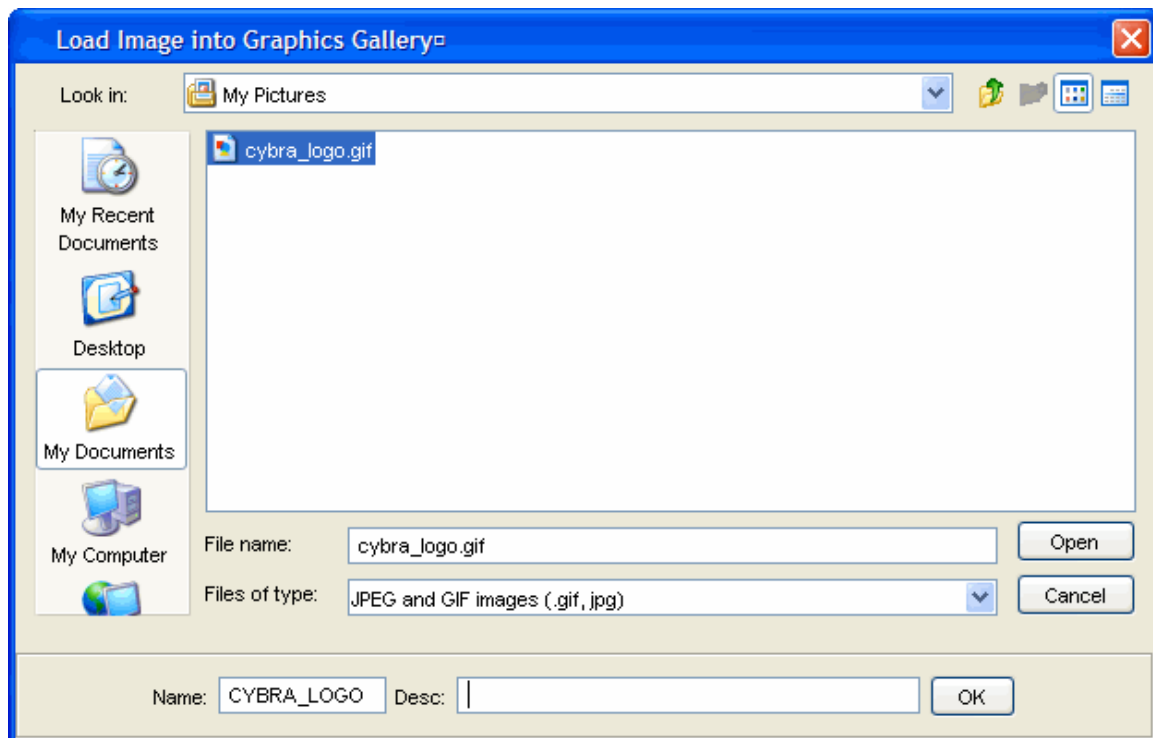 Load Image into Graphics Gallery¤
Look in:
My Pictures
cybra_logo.gif
My Recent
Documents
Desktop
My Documents
My Computer
File name:
cybra_logo.gif
Open
Files of type:
JPEG and GIF images (.gif, jpg)
Cancel
Name:
CYBRA_LOGO
Desc:
OK